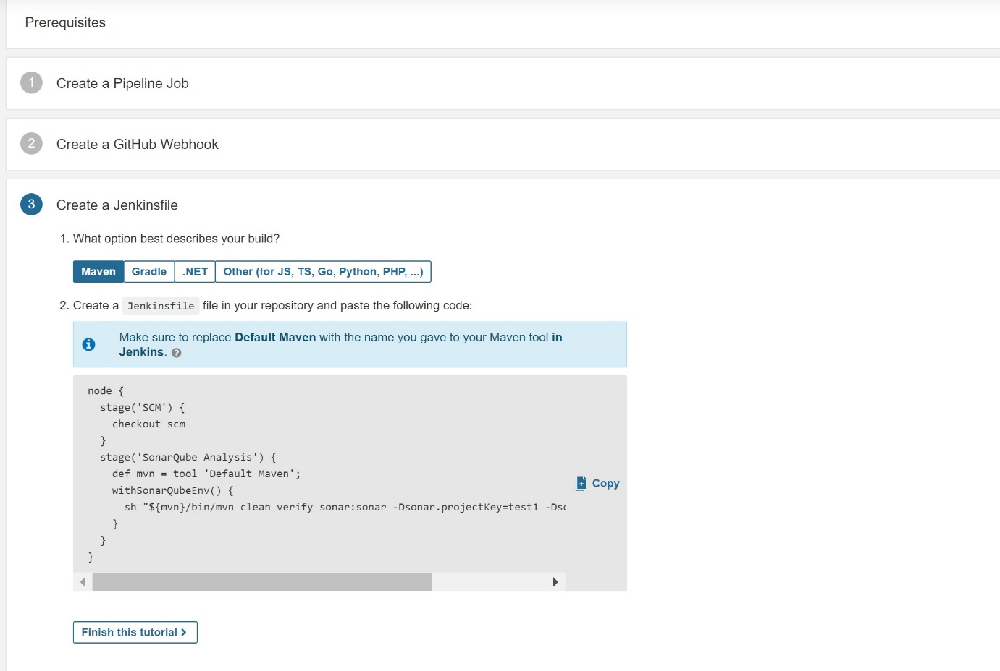 Prerequisites
1 Create a Pipeline Job
2 Create a GitHub Webhook
3 Create a Jenkinsfile
1. What option best describes your build?
Maven Gradle .NET Other (for JS, TS, Go, Python, PHP, ...)
2. Create a Jenkinsfile file in your repository and paste the following code:
Make sure to replace Default Maven with the name you gave to your Maven tool in
Jenkins.
node {
  stage('SCM') {
    checkout scm
  }
  stage('SonarQube Analysis') {
    def mvn = tool 'Default Maven';
    withSonarQubeEnv() {
      sh "${mvn}/bin/mvn clean verify sonar:sonar -Dsonar.projectKey=test1 -Dso
    }
  }
}
Copy
Finish this tutorial >